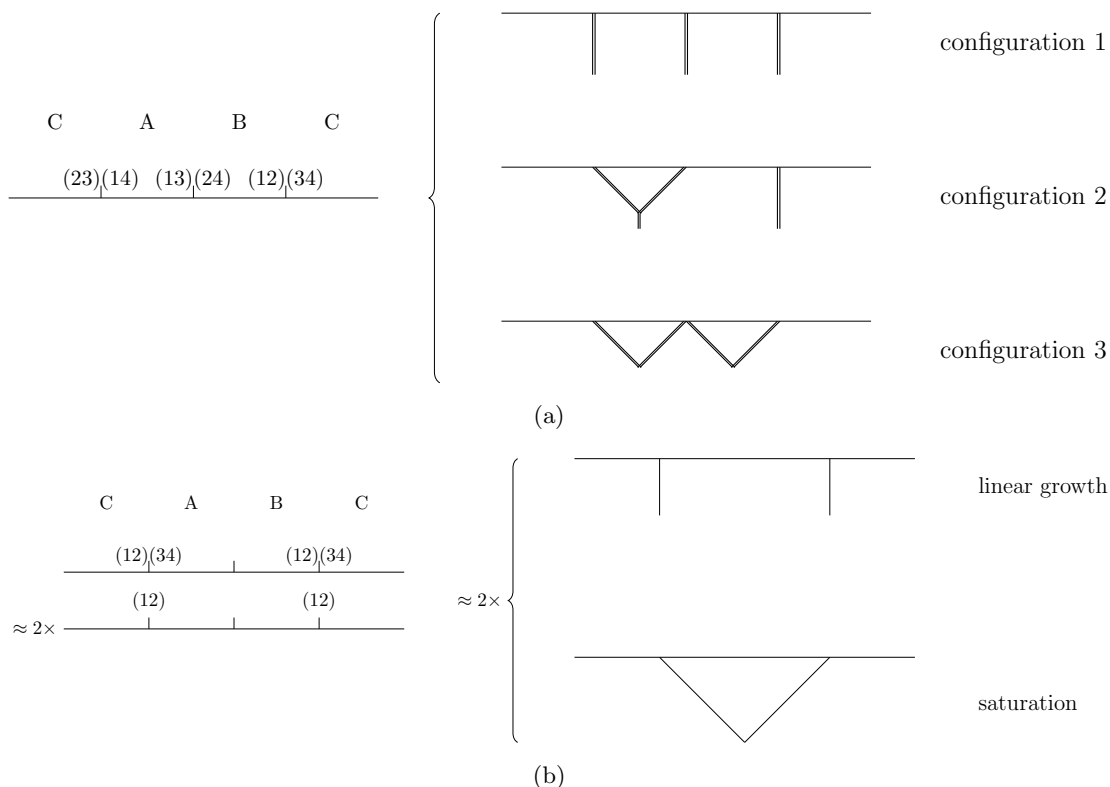 C A B C
(23)(14) (13)(24) (12)(34)
configuration 1
configuration 2
configuration 3
(a)
C A B C
(12)(34) (12)(34)
(12) (12)
≈ 2×
≈ 2×
linear growth
saturation
(b)